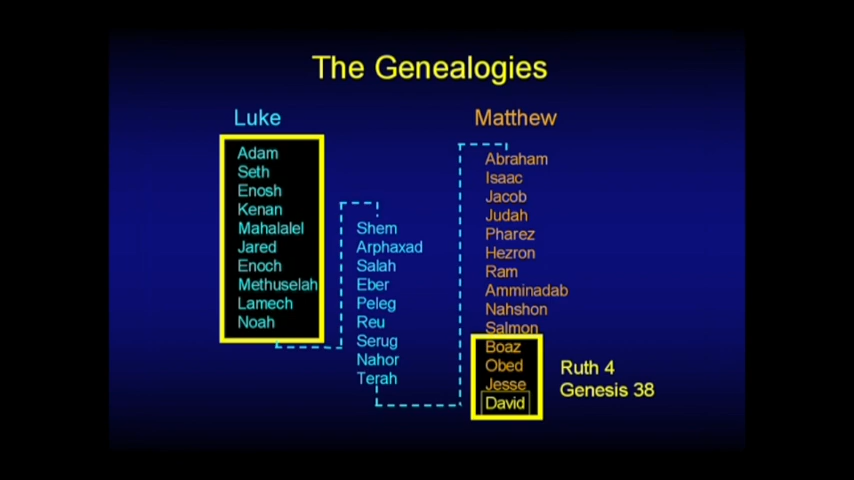 The Genealogies
Luke
Adam
Seth
Enosh
Kenan
Mahalalel
Jared
Enoch
Methuselah
Lamech
Noah
Shem
Arphaxad
Salah
Eber
Peleg
Reu
Serug
Nahor
Terah
Matthew
Abraham
Isaac
Jacob
Judah
Pharez
Hezron
Ram
Amminadab
Nahshon
Salmon
Boaz
Obed
Jesse
David
Ruth 4
Genesis 38